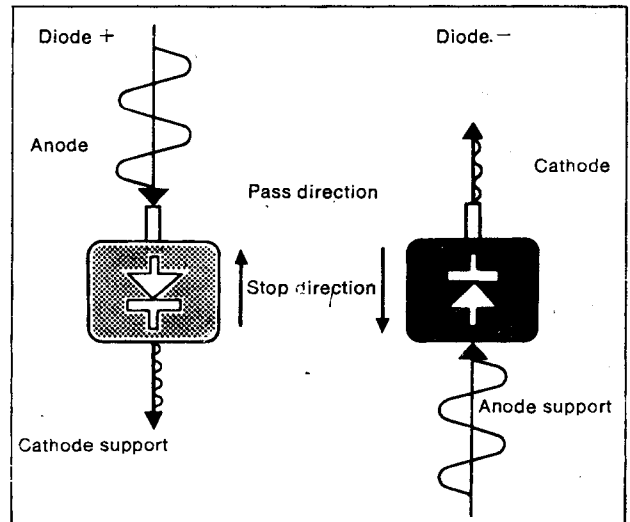 Diode +
Diode. -
Anode
Cathode
Pass direction
Stop direction
Anode support
Cathode support